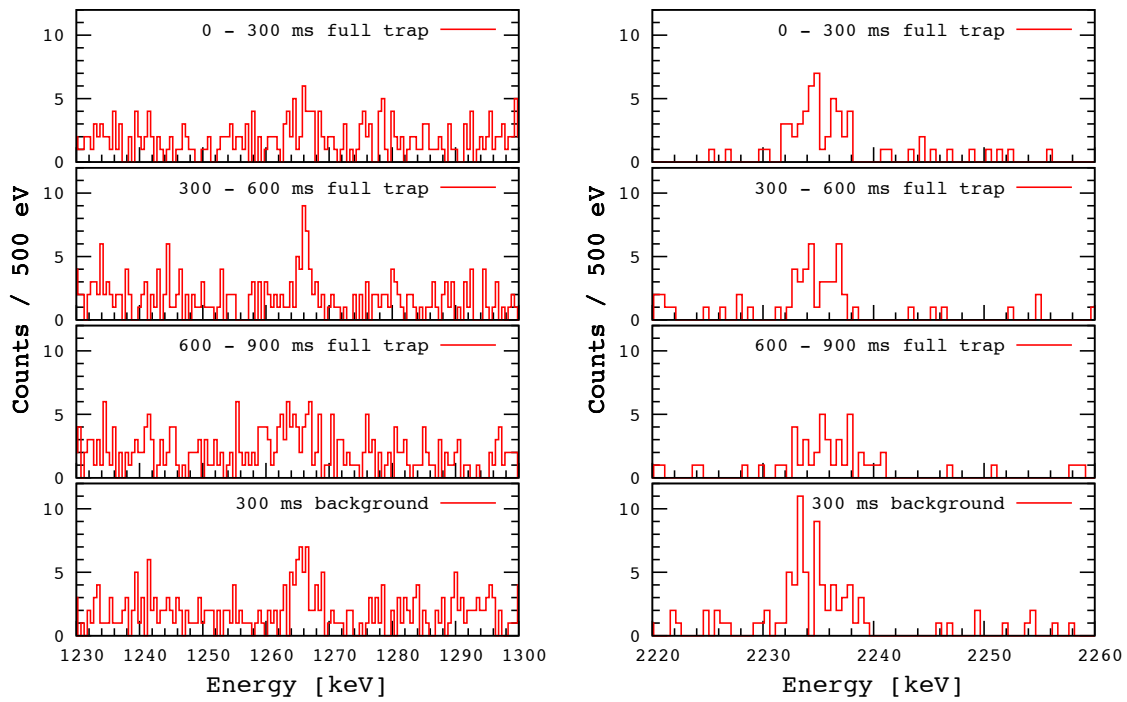 0 - 300 ms full trap
10
5
0
300 - 600 ms full trap
10
5
0
600 - 900 ms full trap
10
5
0
300 ms background
10
5
0
1230 1240 1250 1260 1270 1280 1290 1300
Energy [keV]
Counts / 500 eV
0 - 300 ms full trap
10
5
0
300 - 600 ms full trap
10
5
0
600 - 900 ms full trap
10
5
0
300 ms background
10
5
0
2220 2230 2240 2250 2260
Energy [keV]
Counts / 500 eV